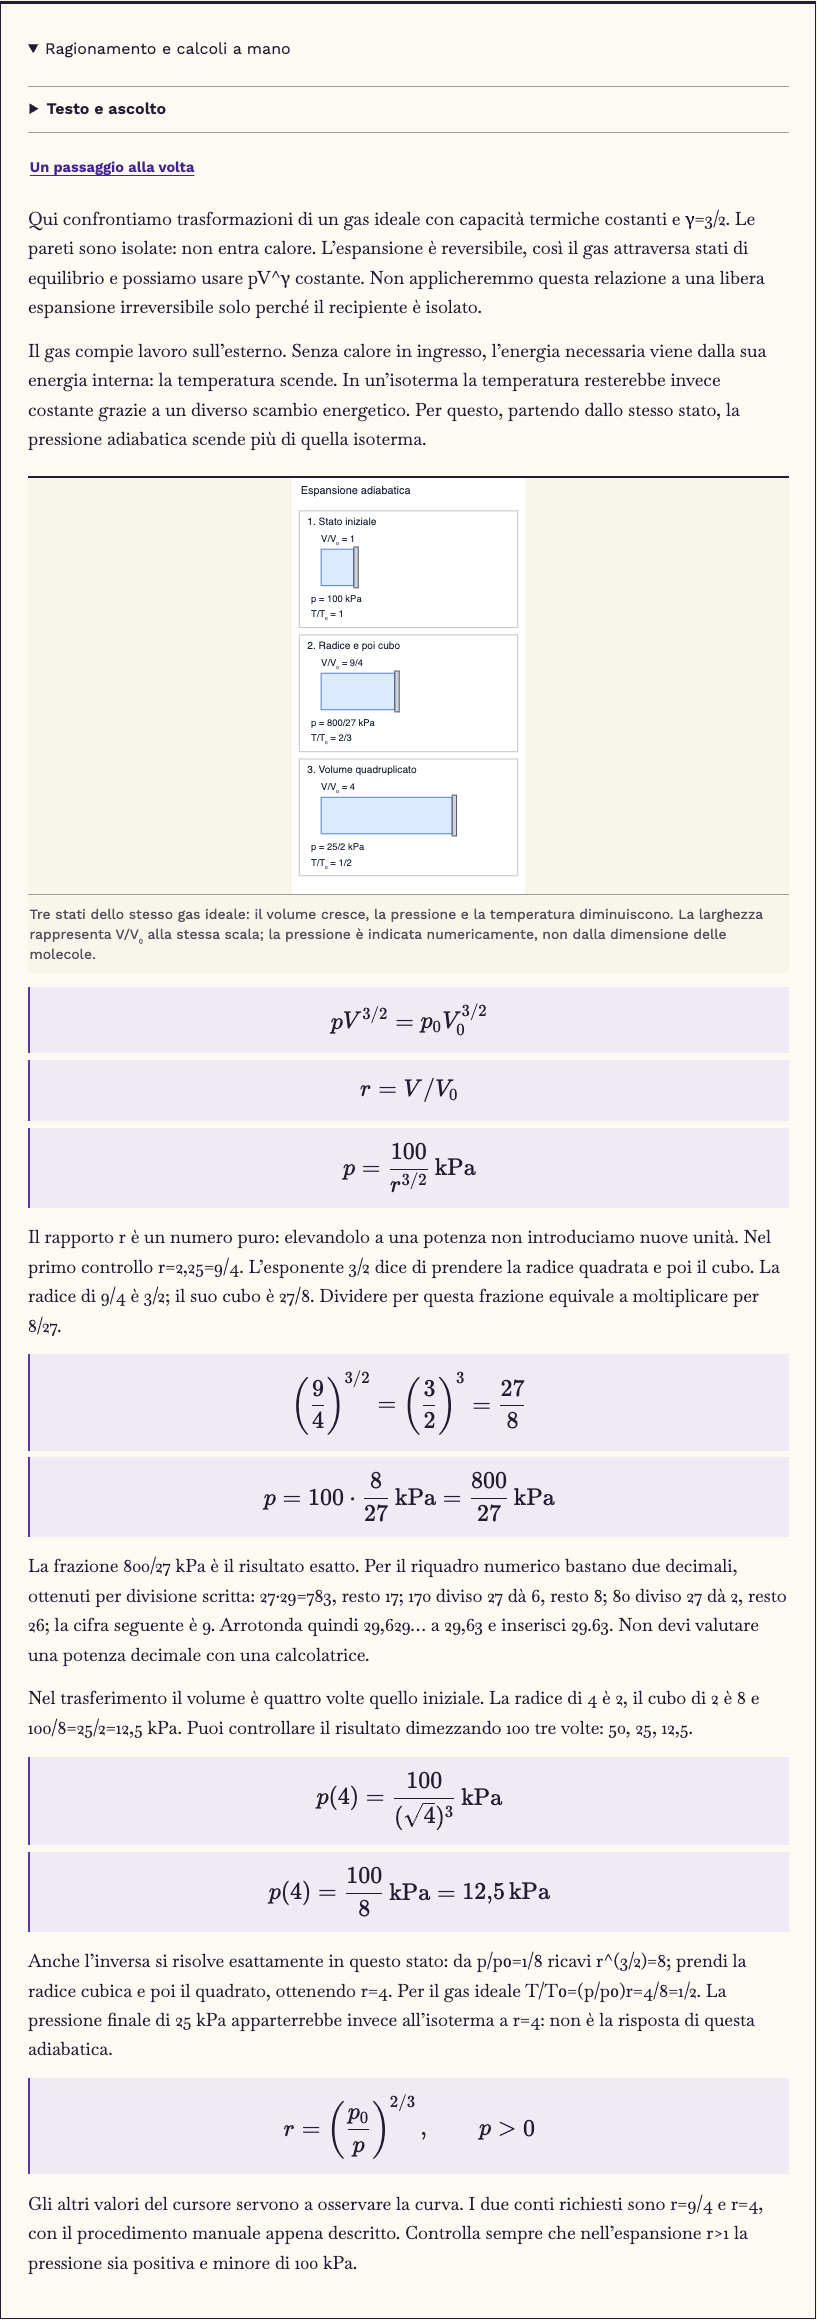 ▼ Ragionamento e calcoli a mano
▶ Testo e ascolto
Un passaggio alla volta
Qui confrontiamo trasformazioni di un gas ideale con capacità termiche costanti e γ=3/2. Le
pareti sono isolate: non entra calore. L’espansione è reversibile, così il gas attraversa stati di
equilibrio e possiamo usare pV^γ costante. Non applicheremmo questa relazione a una libera
espansione irreversibile solo perché il recipiente è isolato.
Il gas compie lavoro sull’esterno. Senza calore in ingresso, l’energia necessaria viene dalla sua
energia interna: la temperatura scende. In un’isoterma la temperatura resterebbe invece
costante grazie a un diverso scambio energetico. Per questo, partendo dallo stesso stato, la
pressione adiabatica scende più di quella isoterma.
Espansione adiabatica
1. Stato iniziale
V/V₀ = 1
p = 100 kPa
T/T₀ = 1
2. Radice e poi cubo
V/V₀ = 9/4
p = 800/27 kPa
T/T₀ = 2/3
3. Volume quadruplicato
V/V₀ = 4
p = 25/2 kPa
T/T₀ = 1/2
Tre stati dello stesso gas ideale: il volume cresce, la pressione e la temperatura diminuiscono. La larghezza
rappresenta V/V₀ alla stessa scala; la pressione è indicata numericamente, non dalla dimensione delle
molecole.
pV^{3/2} = p₀V₀^{3/2}
r = V/V₀
p = \frac{100}{r^{3/2}} kPa
Il rapporto r è un numero puro: elevandolo a una potenza non introduciamo nuove unità. Nel
primo controllo r=2,25=9/4. L’esponente 3/2 dice di prendere la radice quadrata e poi il cubo. La
radice di 9/4 è 3/2; il suo cubo è 27/8. Dividere per questa frazione equivale a moltiplicare per
8/27.
(\frac{9}{4})^{3/2} = (\frac{3}{2})^3 = \frac{27}{8}
p = 100 · \frac{8}{27} kPa = \frac{800}{27} kPa
La frazione 800/27 kPa è il risultato esatto. Per il riquadro numerico bastano due decimali,
ottenuti per divisione scritta: 27·29=783, resto 17; 170 diviso 27 dà 6, resto 8; 80 diviso 27 dà 2, resto
26; la cifra seguente è 9. Arrotonda quindi 29,629… a 29,63 e inserisci 29.63. Non devi valutare
una potenza decimale con una calcolatrice.
Nel trasferimento il volume è quattro volte quello iniziale. La radice di 4 è 2, il cubo di 2 è 8 e
100/8=25/2=12,5 kPa. Puoi controllare il risultato dimezzando 100 tre volte: 50, 25, 12,5.
p(4) = \frac{100}{(√4)^3} kPa
p(4) = \frac{100}{8} kPa = 12,5 kPa
Anche l’inversa si risolve esattamente in questo stato: da p/p0=1/8 ricavi r^(3/2)=8; prendi la
radice cubica e poi il quadrato, ottenendo r=4. Per il gas ideale T/T0=(p/p0)r=4/8=1/2. La
pressione finale di 25 kPa apparterrebbe invece all’isoterma a r=4: non è la risposta di questa
adiabatica.
r = (\frac{p₀}{p})^{2/3}, p > 0
Gli altri valori del cursore servono a osservare la curva. I due conti richiesti sono r=9/4 e r=4,
con il procedimento manuale appena descritto. Controlla sempre che nell’espansione r>1 la
pressione sia positiva e minore di 100 kPa.